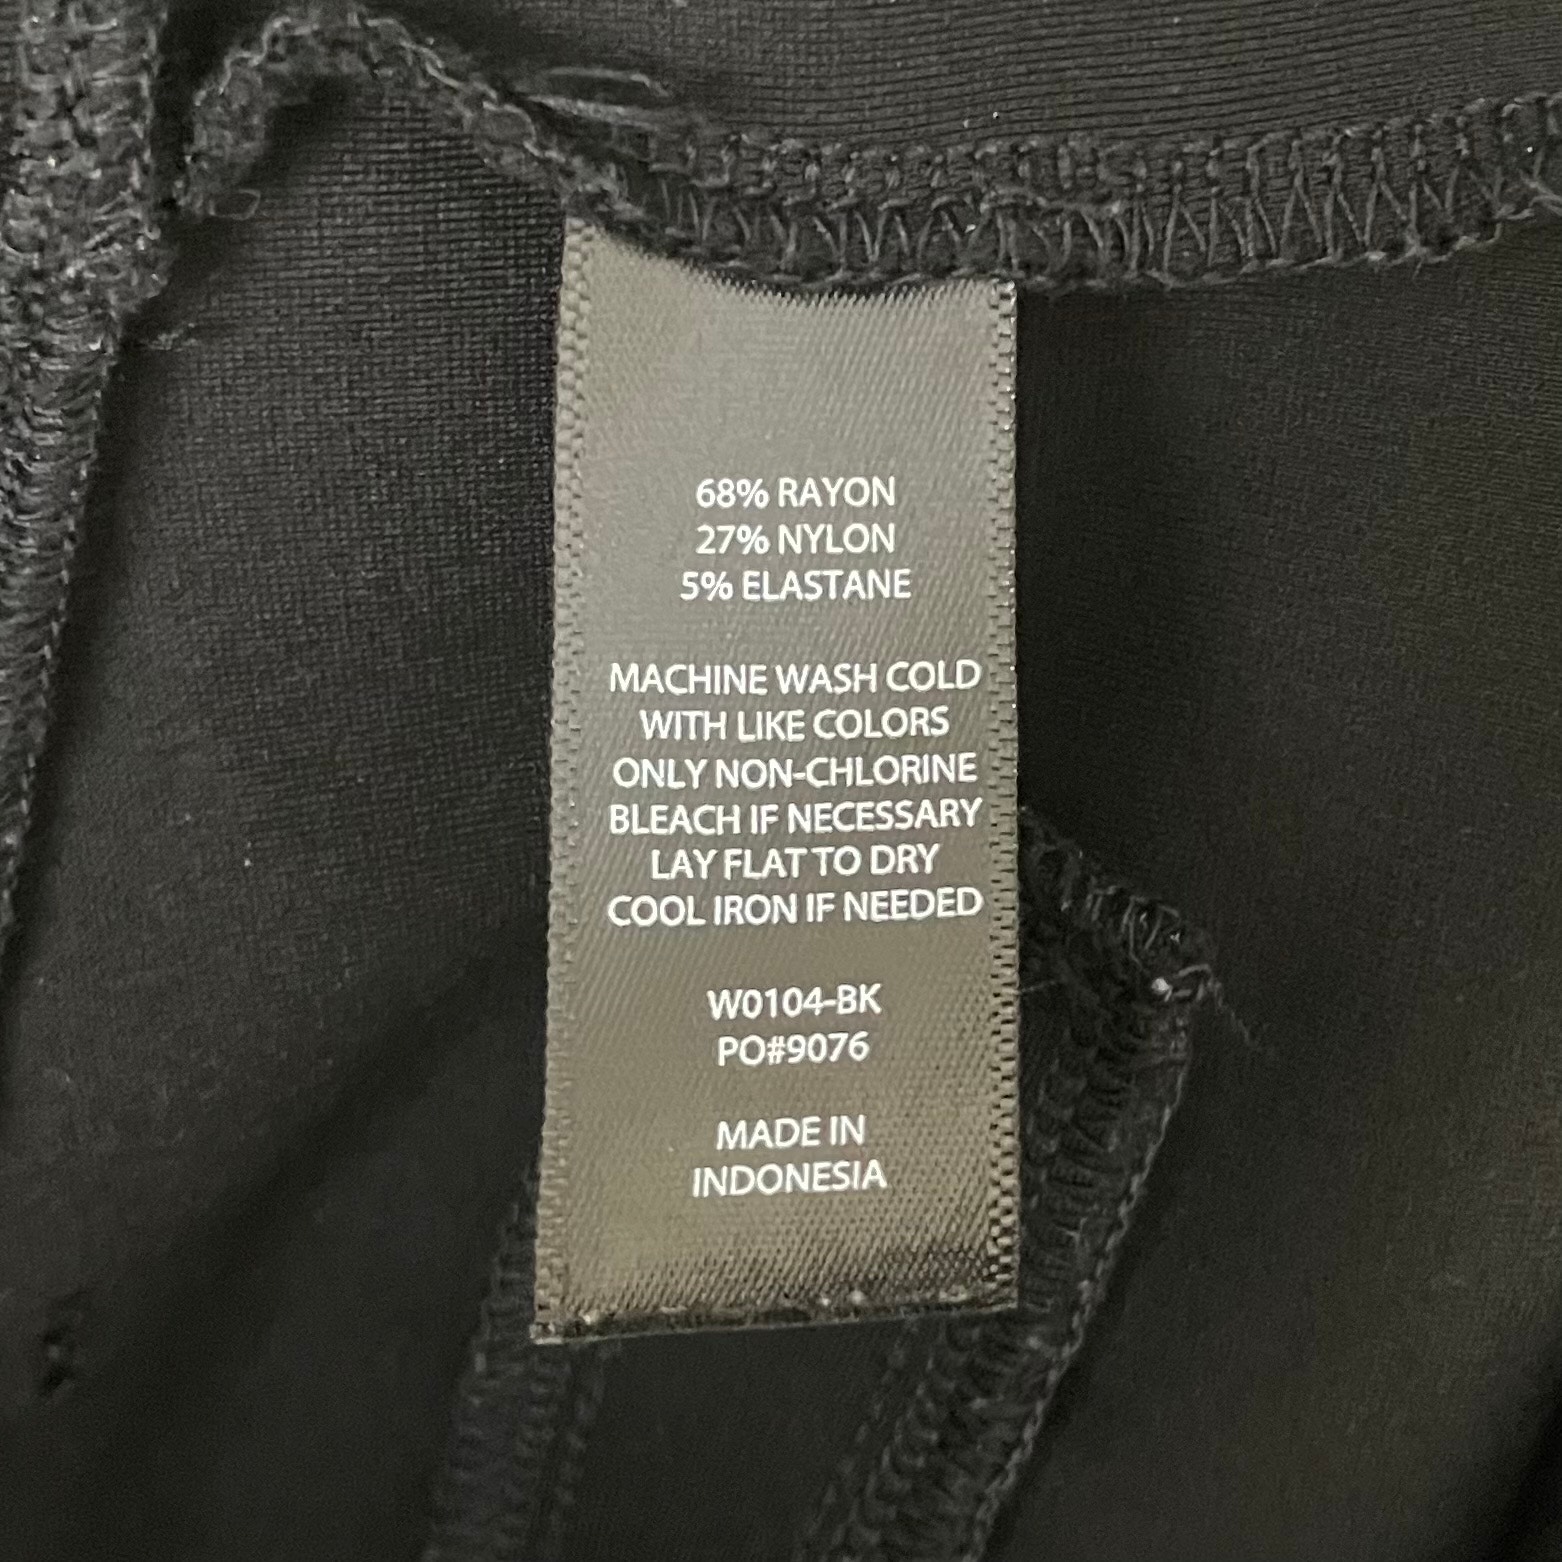 68% RAYON
27% NYLON
5% ELASTANE
MACHINE WASH COLD
WITH LIKE COLORS
ONLY NON-CHLORINE
BLEACH IF NECESSARY
LAY FLAT TO DRY
COOL IRON IF NEEDED
W0104-BK
PO#9076
MADE IN
INDONESIA